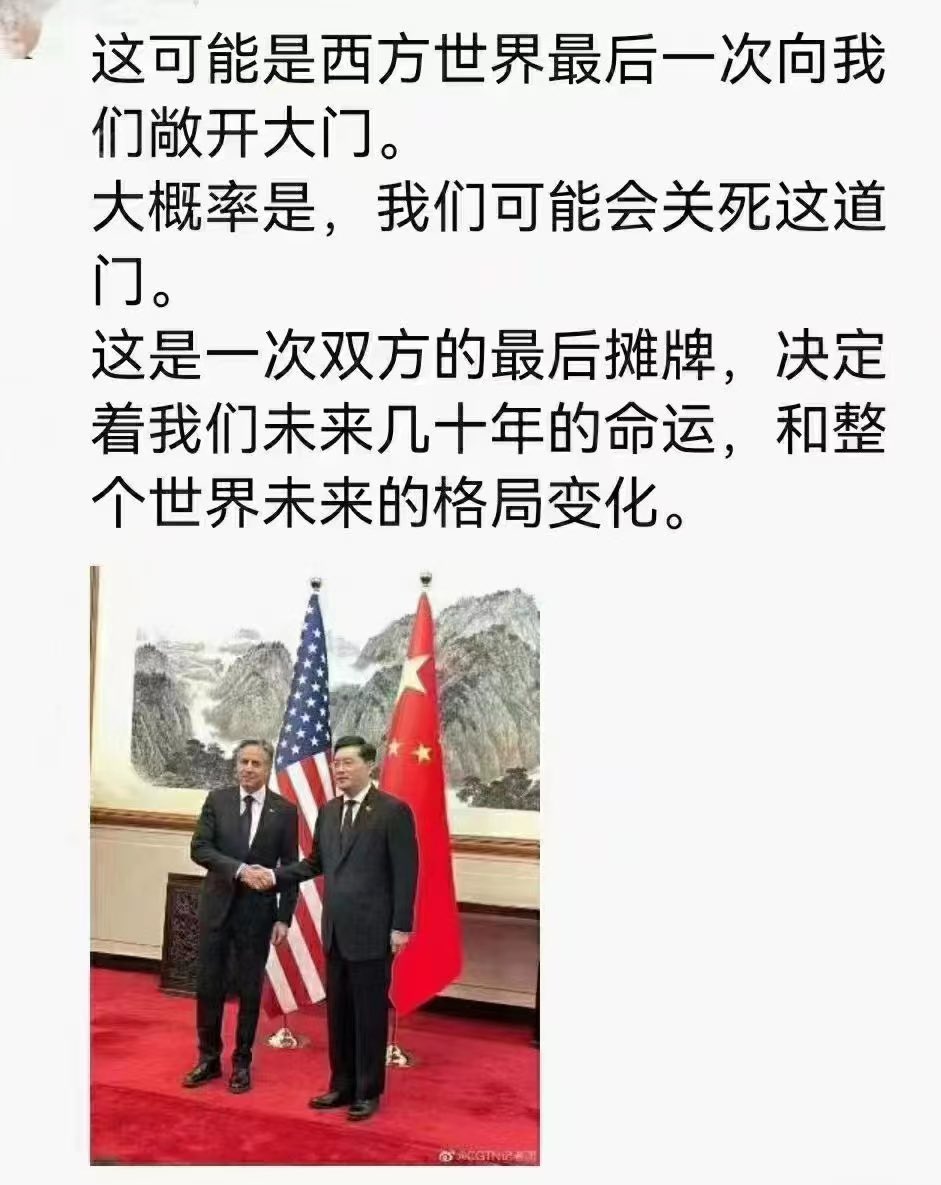 这可能是西方世界最后一次向我
们敞开大门。
大概率是，我们可能会关死这道
门。
这是一次双方的最后摊牌，决定
着我们未来几十年的命运，和整
个世界未来的格局变化。
@CGTN记者团